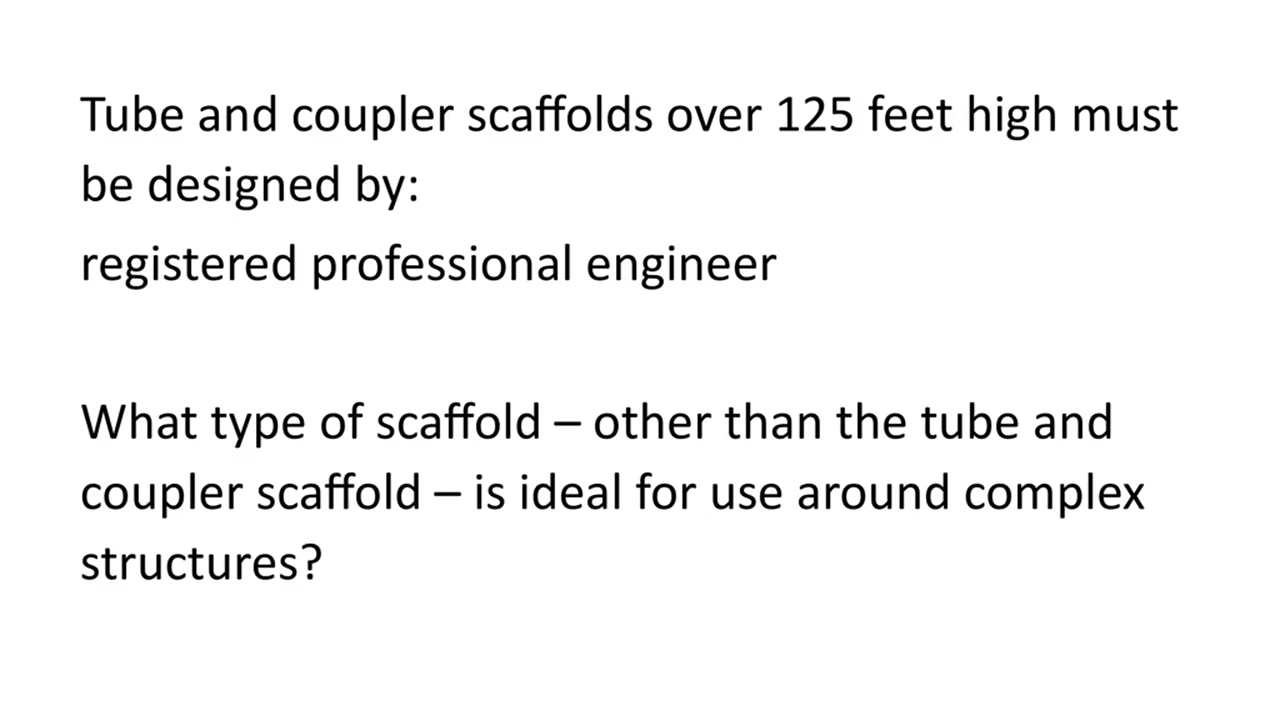 Tube and coupler scaffolds over 125 feet high must
be designed by:
registered professional engineer
What type of scaffold – other than the tube and
coupler scaffold – is ideal for use around complex
structures?